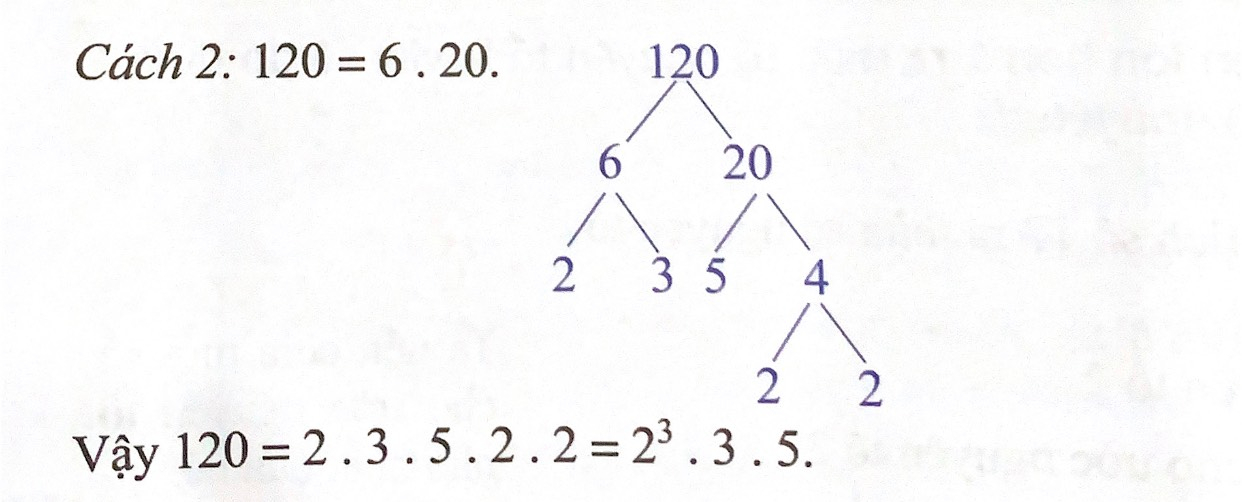 Cách 2: 120 = 6 . 20.
120
6 20
2 3 5 4
2 2
Vậy 120 = 2 . 3 . 5 . 2 . 2 = 2³ . 3 . 5.